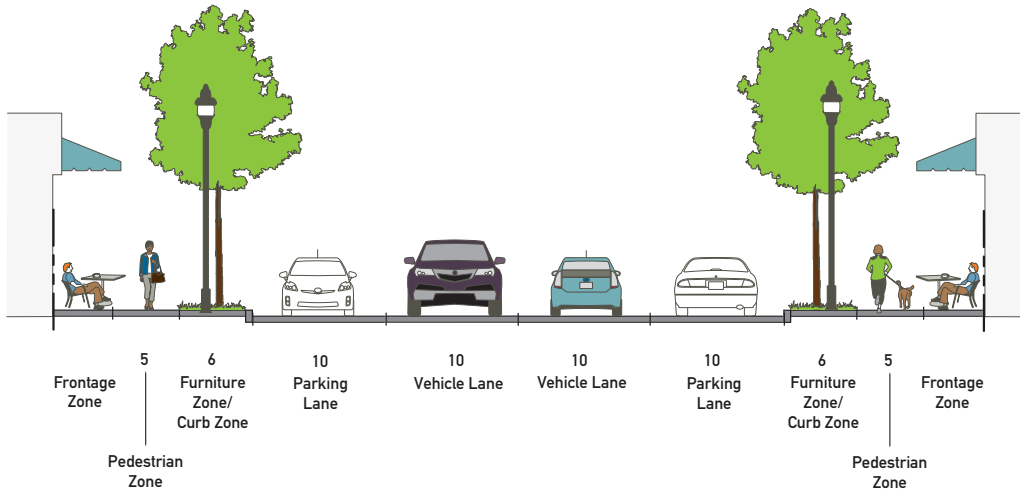 5
6
10
10
10
10
6
5
Frontage
Zone
Furniture
Zone/
Curb Zone
Parking
Lane
Vehicle Lane
Vehicle Lane
Parking
Lane
Furniture
Zone/
Curb Zone
Frontage
Zone
Pedestrian
Zone
Pedestrian
Zone